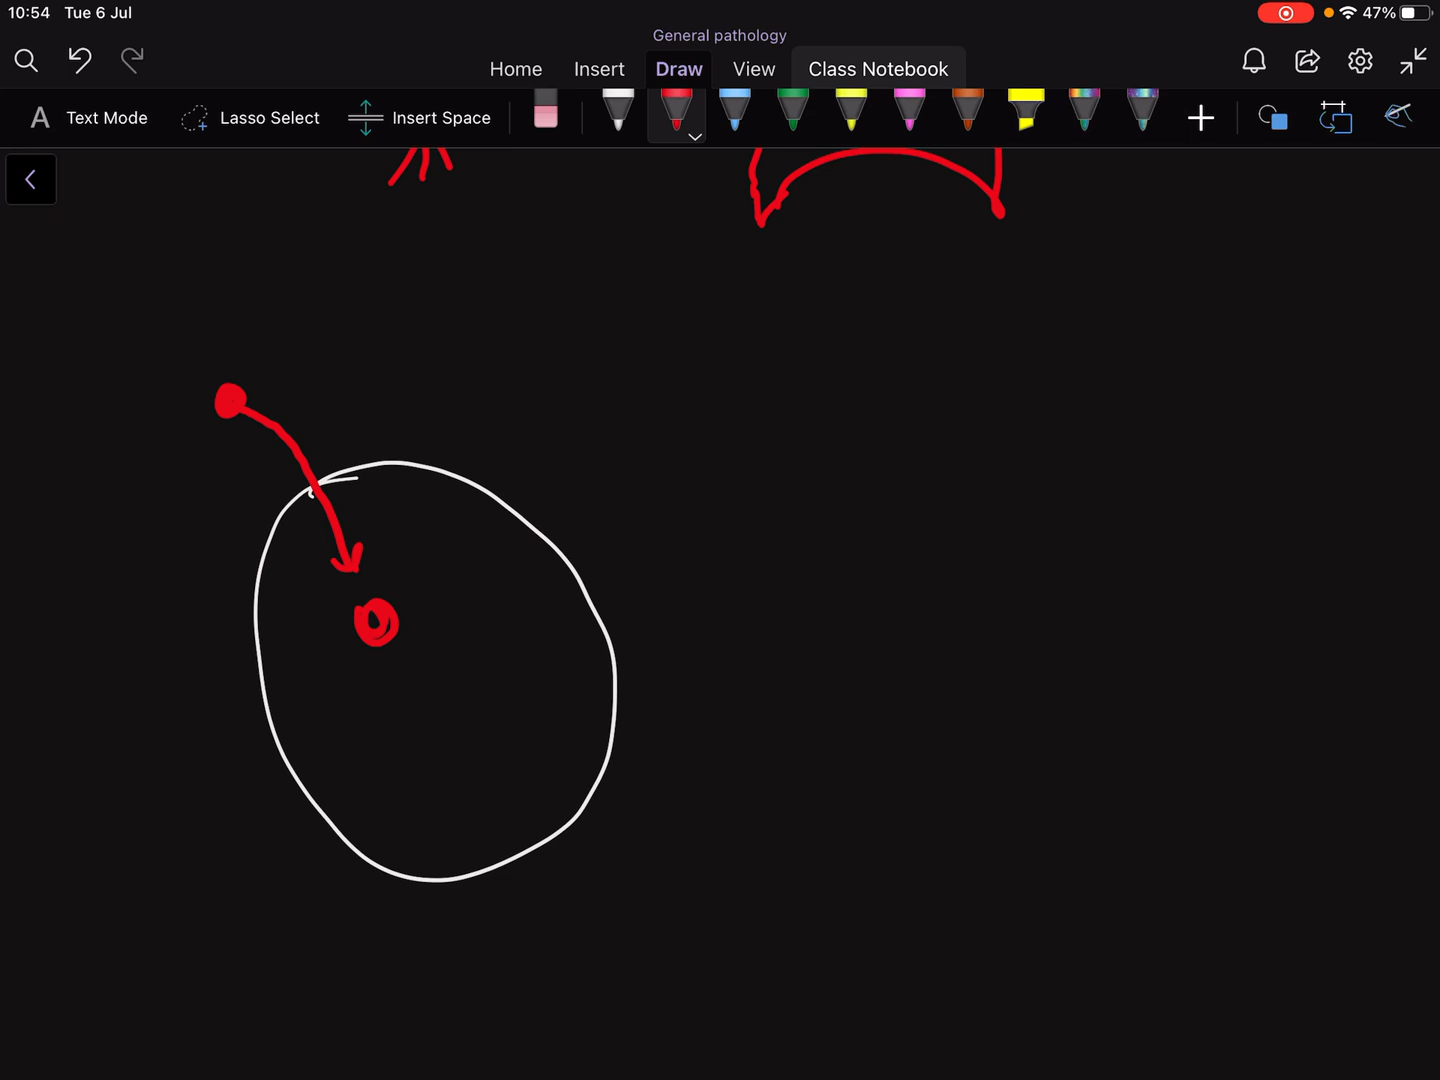 10:54 Tue 6 Jul 47%
General pathology
Home Insert Draw View Class Notebook
A Text Mode Lasso Select Insert Space